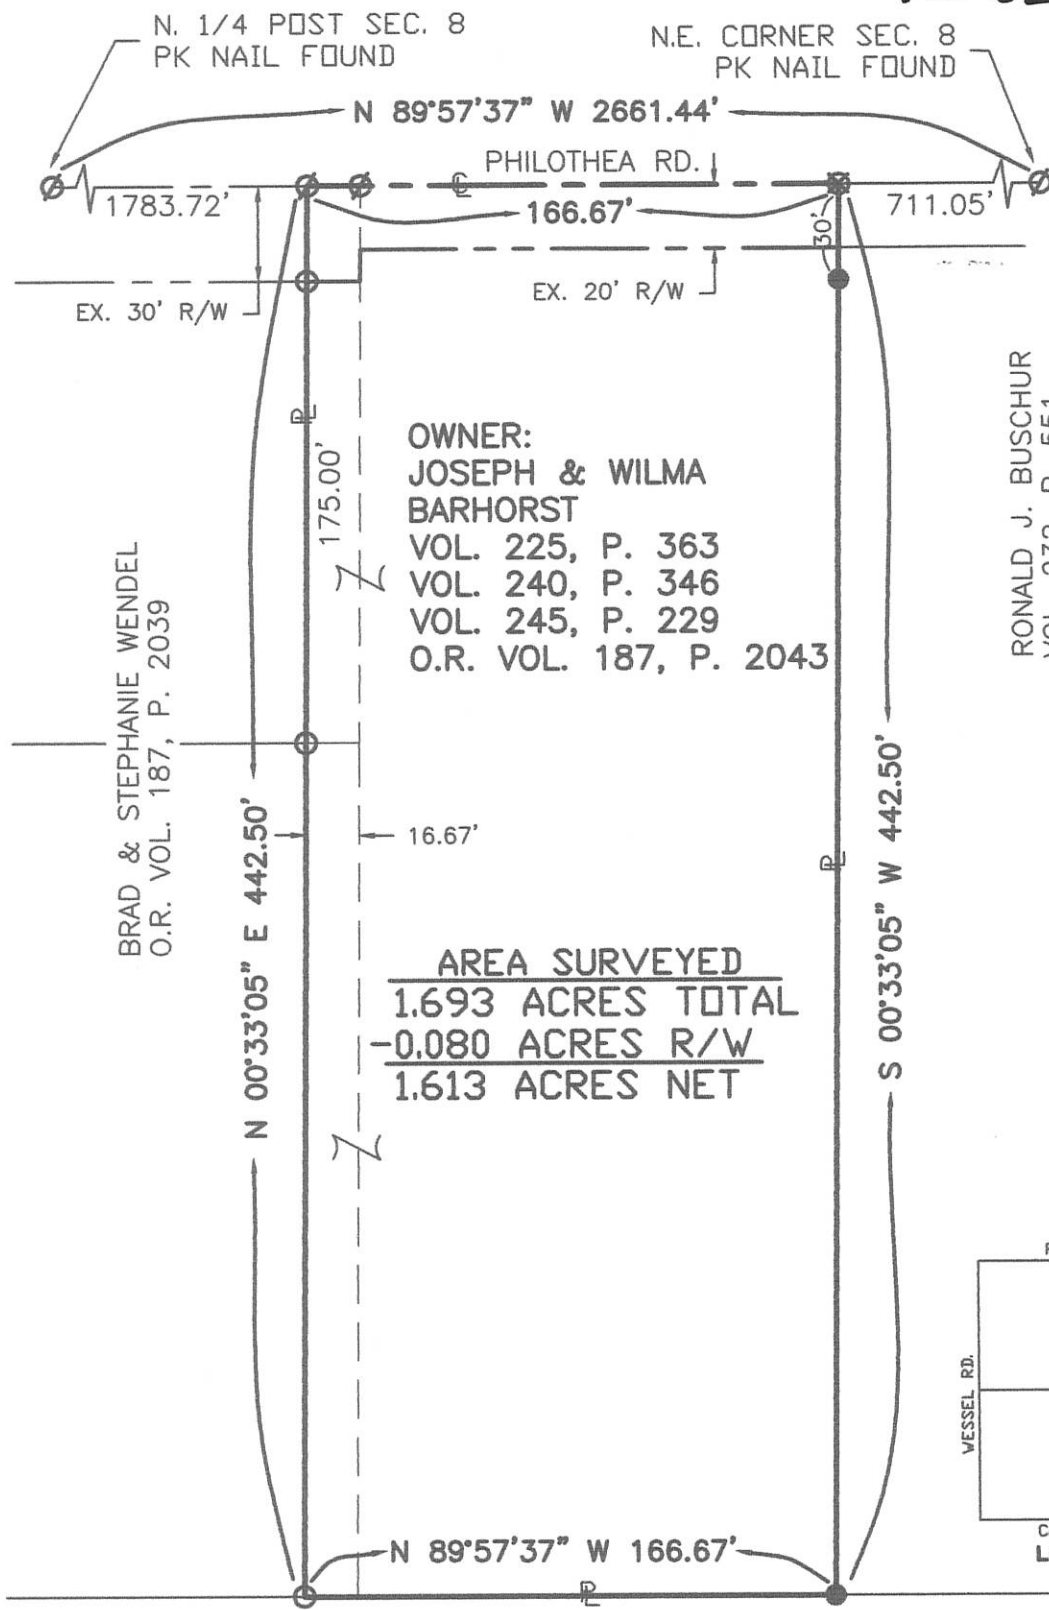 N. 1/4 POST SEC. 8
PK NAIL FOUND
N.E. CORNER SEC. 8
PK NAIL FOUND
N 89°57'37" W 2661.44'
PHILOTHEA RD.
1783.72'
166.67'
711.05'
30'
EX. 30' R/W
EX. 20' R/W
175.00'
OWNER:
JOSEPH & WILMA
BARHORST
VOL. 225, P. 363
VOL. 240, P. 346
VOL. 245, P. 229
O.R. VOL. 187, P. 2043
RONALD J. BUSCHUR
BRAD & STEPHANIE WENDEL
O.R. VOL. 187, P. 2039
16.67'
N 00°33'05" E 442.50'
S 00°33'05" W 442.50'
AREA SURVEYED
1.693 ACRES TOTAL
-0.080 ACRES R/W
1.613 ACRES NET
WESSEL RD.
N 89°57'37" W 166.67'